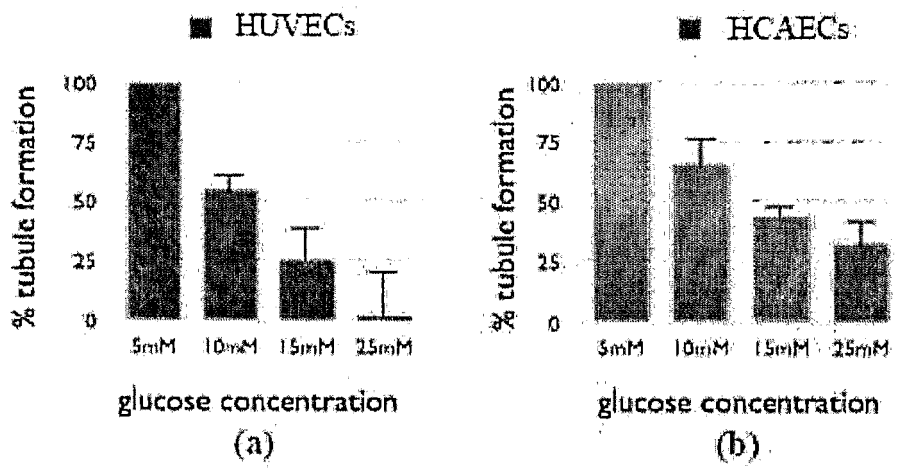 HUVECs
100
75
50
25
0
% tubule formation
5mM 10mM 15mM 25mM
glucose concentration
(a)
HCAECs
100
75
50
25
0
% tubule formation
5mM 10mM 15mM 25mM
glucose concentration
(b)